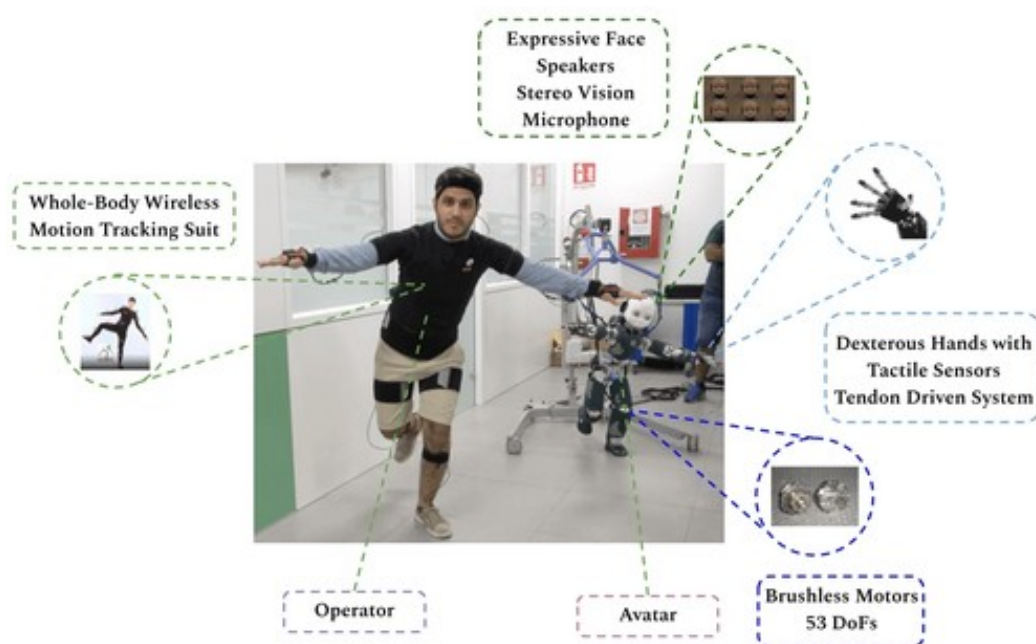 Expressive Face
Speakers
Stereo Vision
Microphone
Whole-Body Wireless
Motion Tracking Suit
Dexterous Hands with
Tactile Sensors
Tendon Driven System
Brushless Motors
53 DoFs
Operator
Avatar